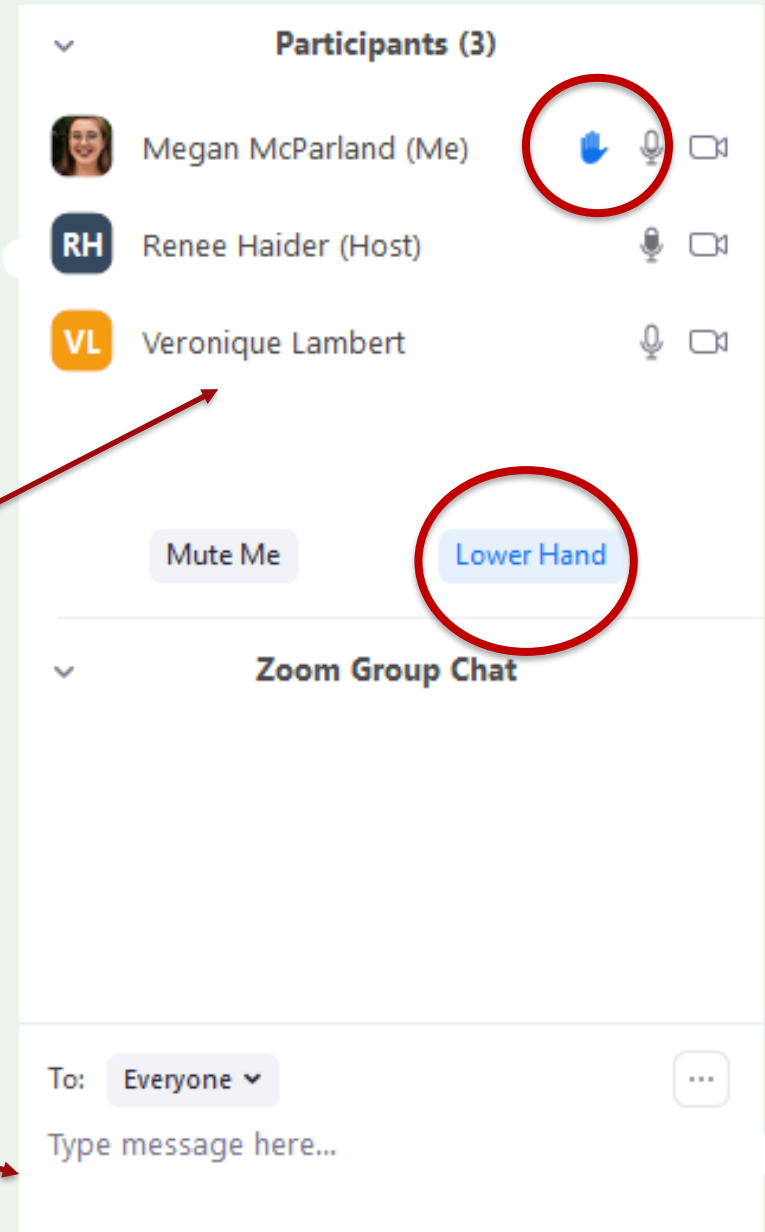 Participants (3)
Megan McParland (Me)
RH Renee Haider (Host)
VL Veronique Lambert
Mute Me Lower Hand
Zoom Group Chat
To: Everyone
Type message here...